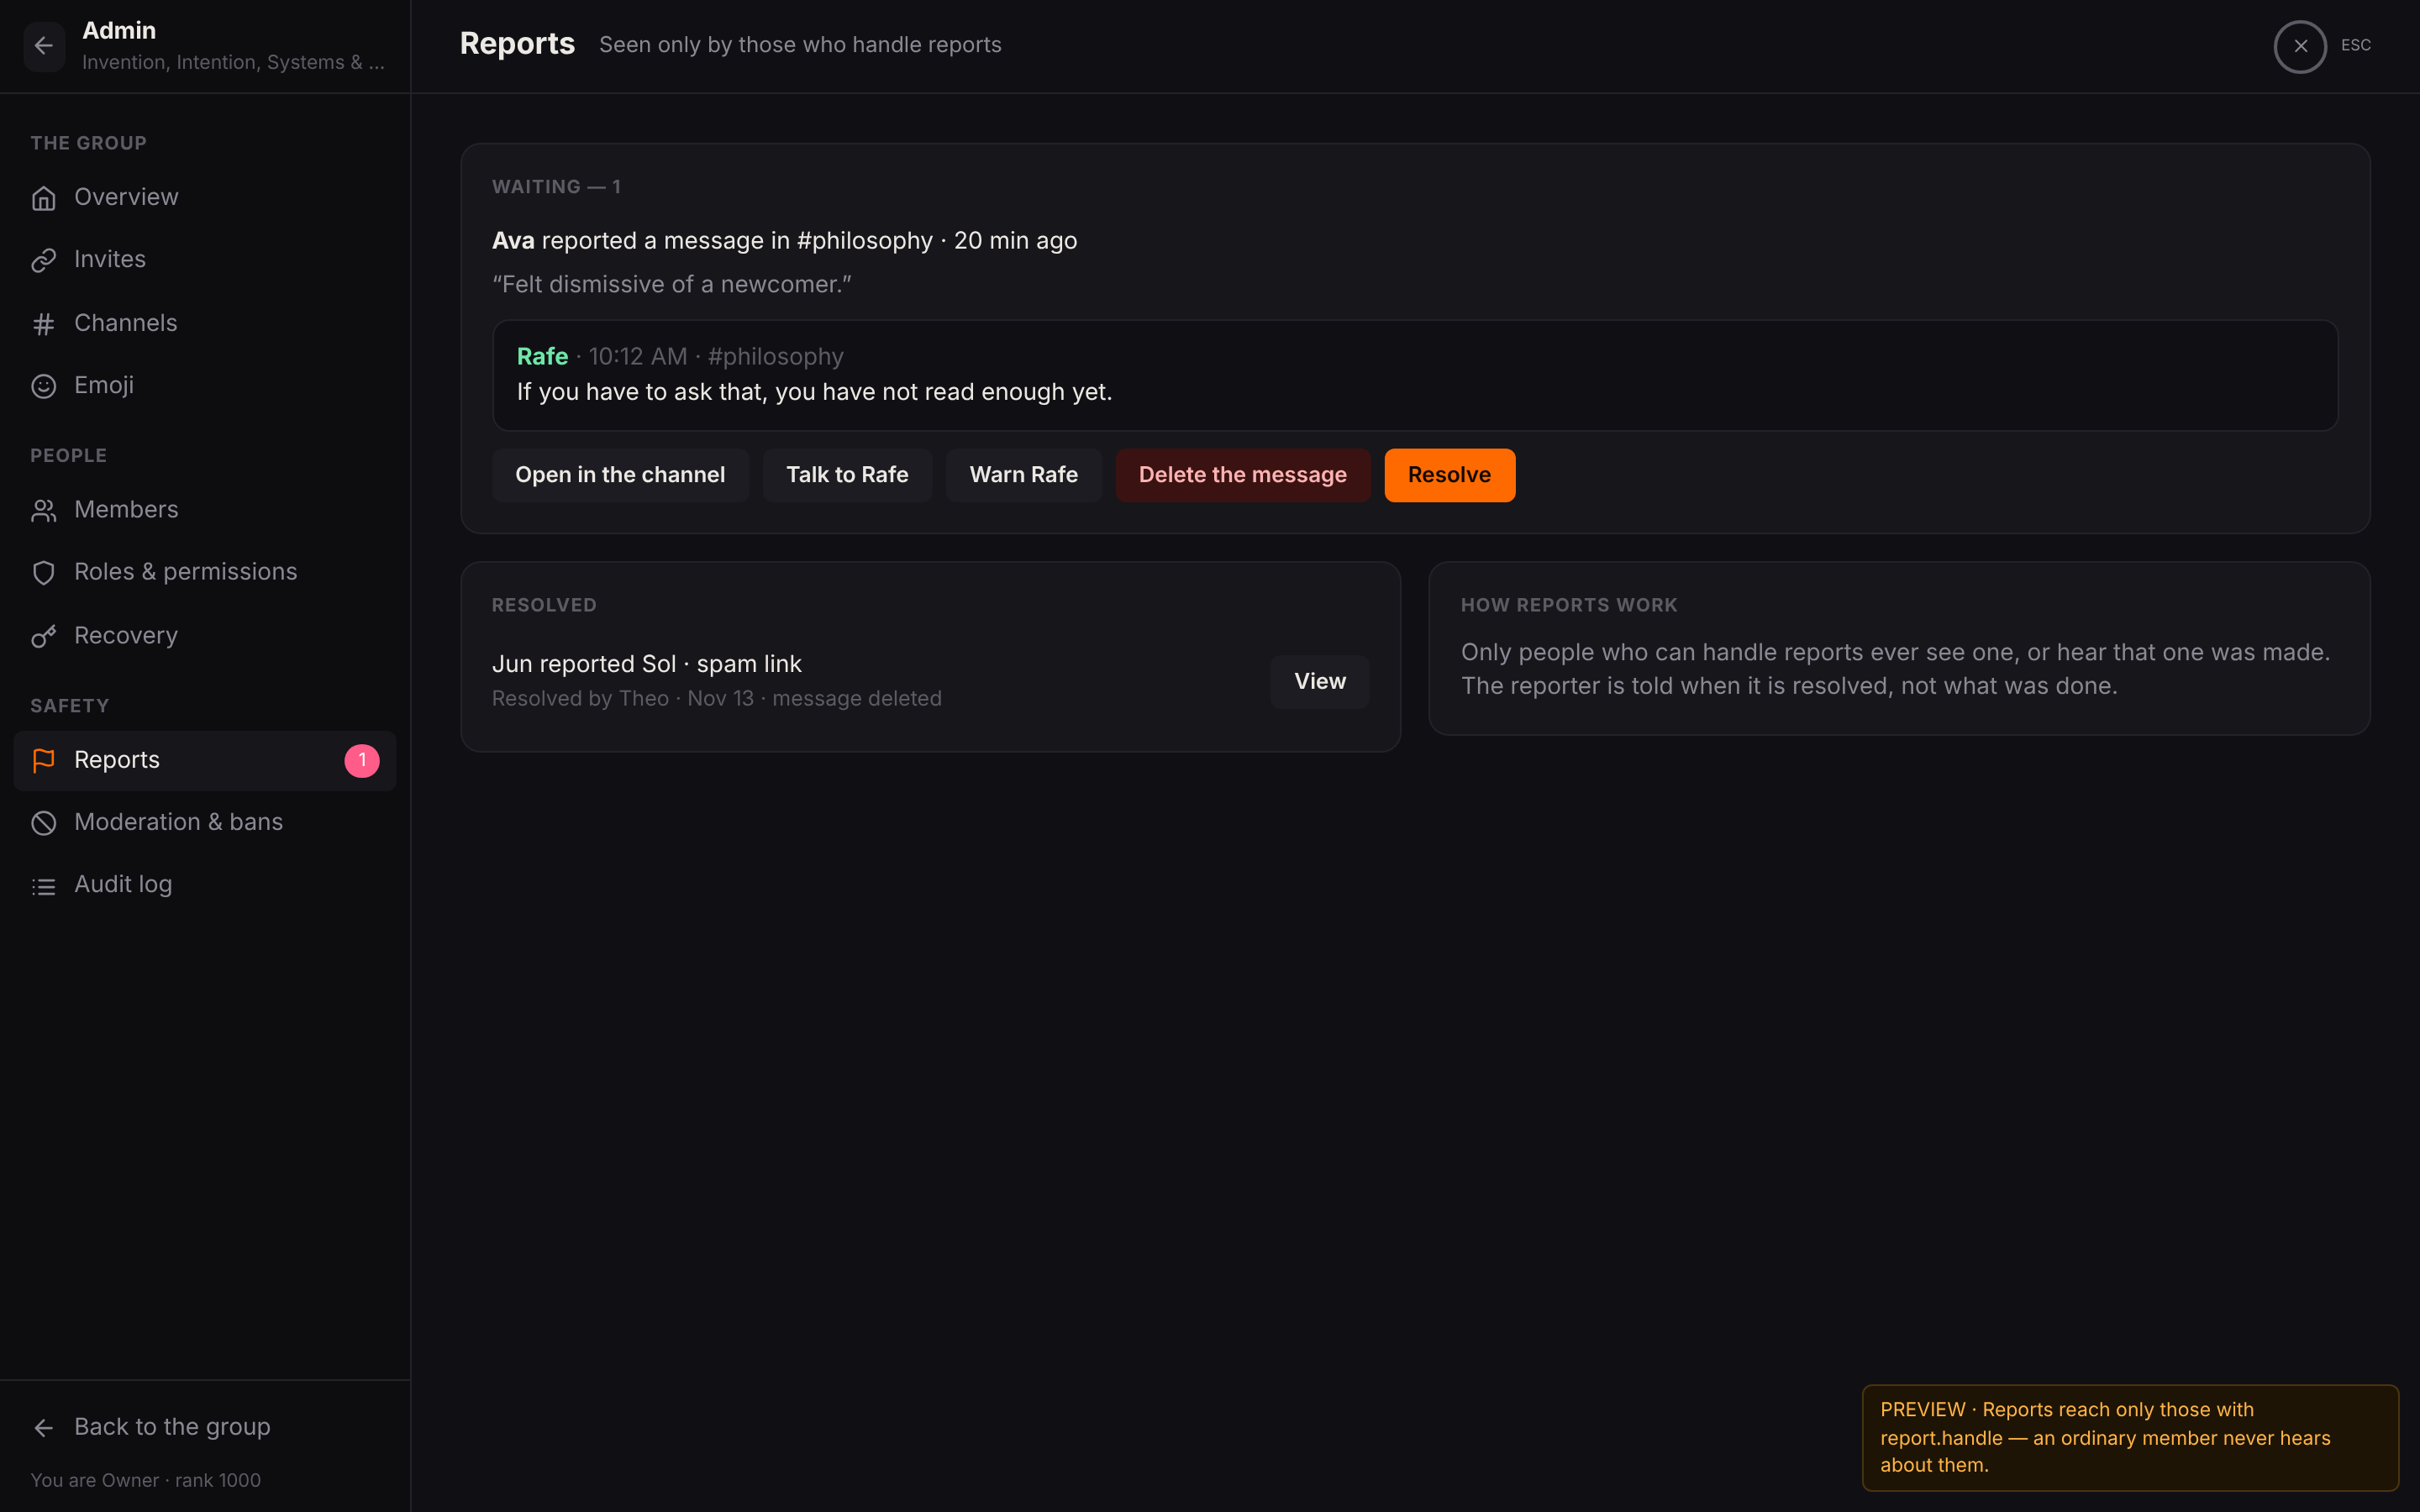 Admin
Invention, Intention, Systems & ...
Reports
Seen only by those who handle reports
ESC
THE GROUP
Overview
Invites
Channels
Emoji
PEOPLE
Members
Roles & permissions
Recovery
SAFETY
Reports
1
Moderation & bans
Audit log
Back to the group
You are Owner · rank 1000
WAITING — 1
Ava reported a message in #philosophy · 20 min ago
“Felt dismissive of a newcomer.”
Rafe · 10:12 AM · #philosophy
If you have to ask that, you have not read enough yet.
Open in the channel
Talk to Rafe
Warn Rafe
Delete the message
Resolve
RESOLVED
Jun reported Sol · spam link
Resolved by Theo · Nov 13 · message deleted
View
HOW REPORTS WORK
Only people who can handle reports ever see one, or hear that one was made.
The reporter is told when it is resolved, not what was done.
PREVIEW · Reports reach only those with
report.handle — an ordinary member never hears
about them.